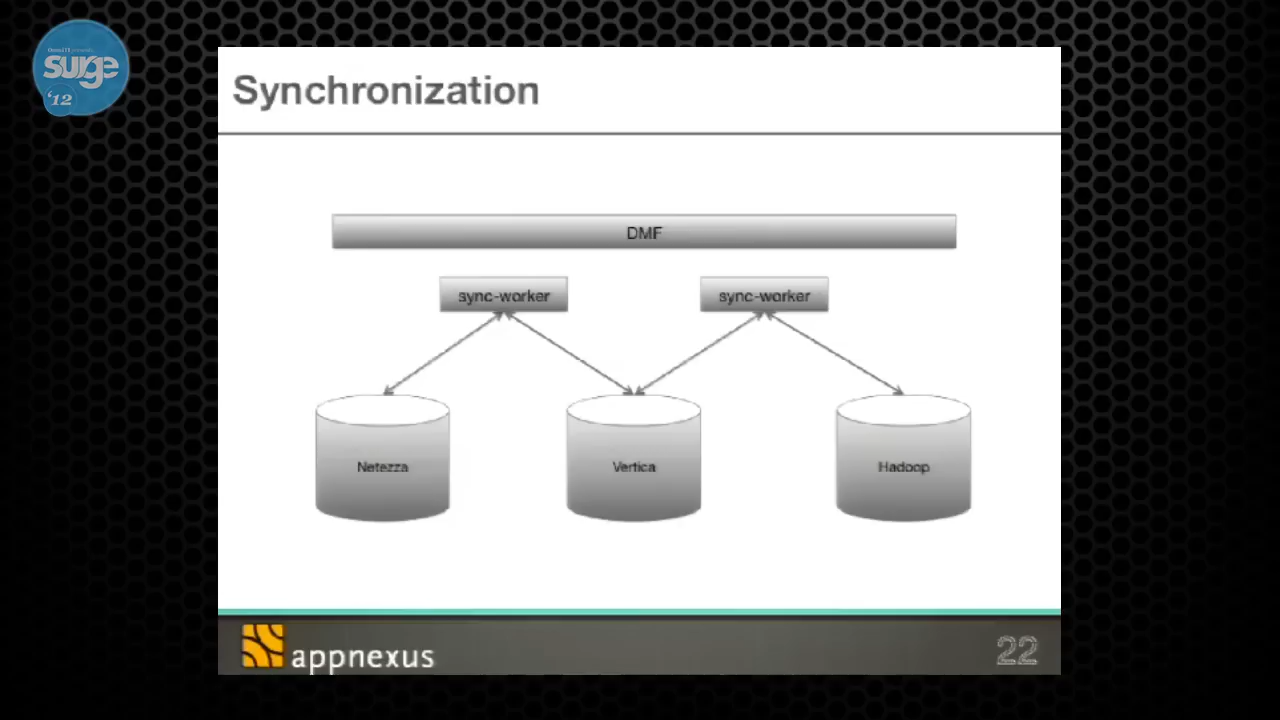 surge
'12
Synchronization
DMF
sync-worker sync-worker
Netezza Vertica Hadoop
appnexus
22